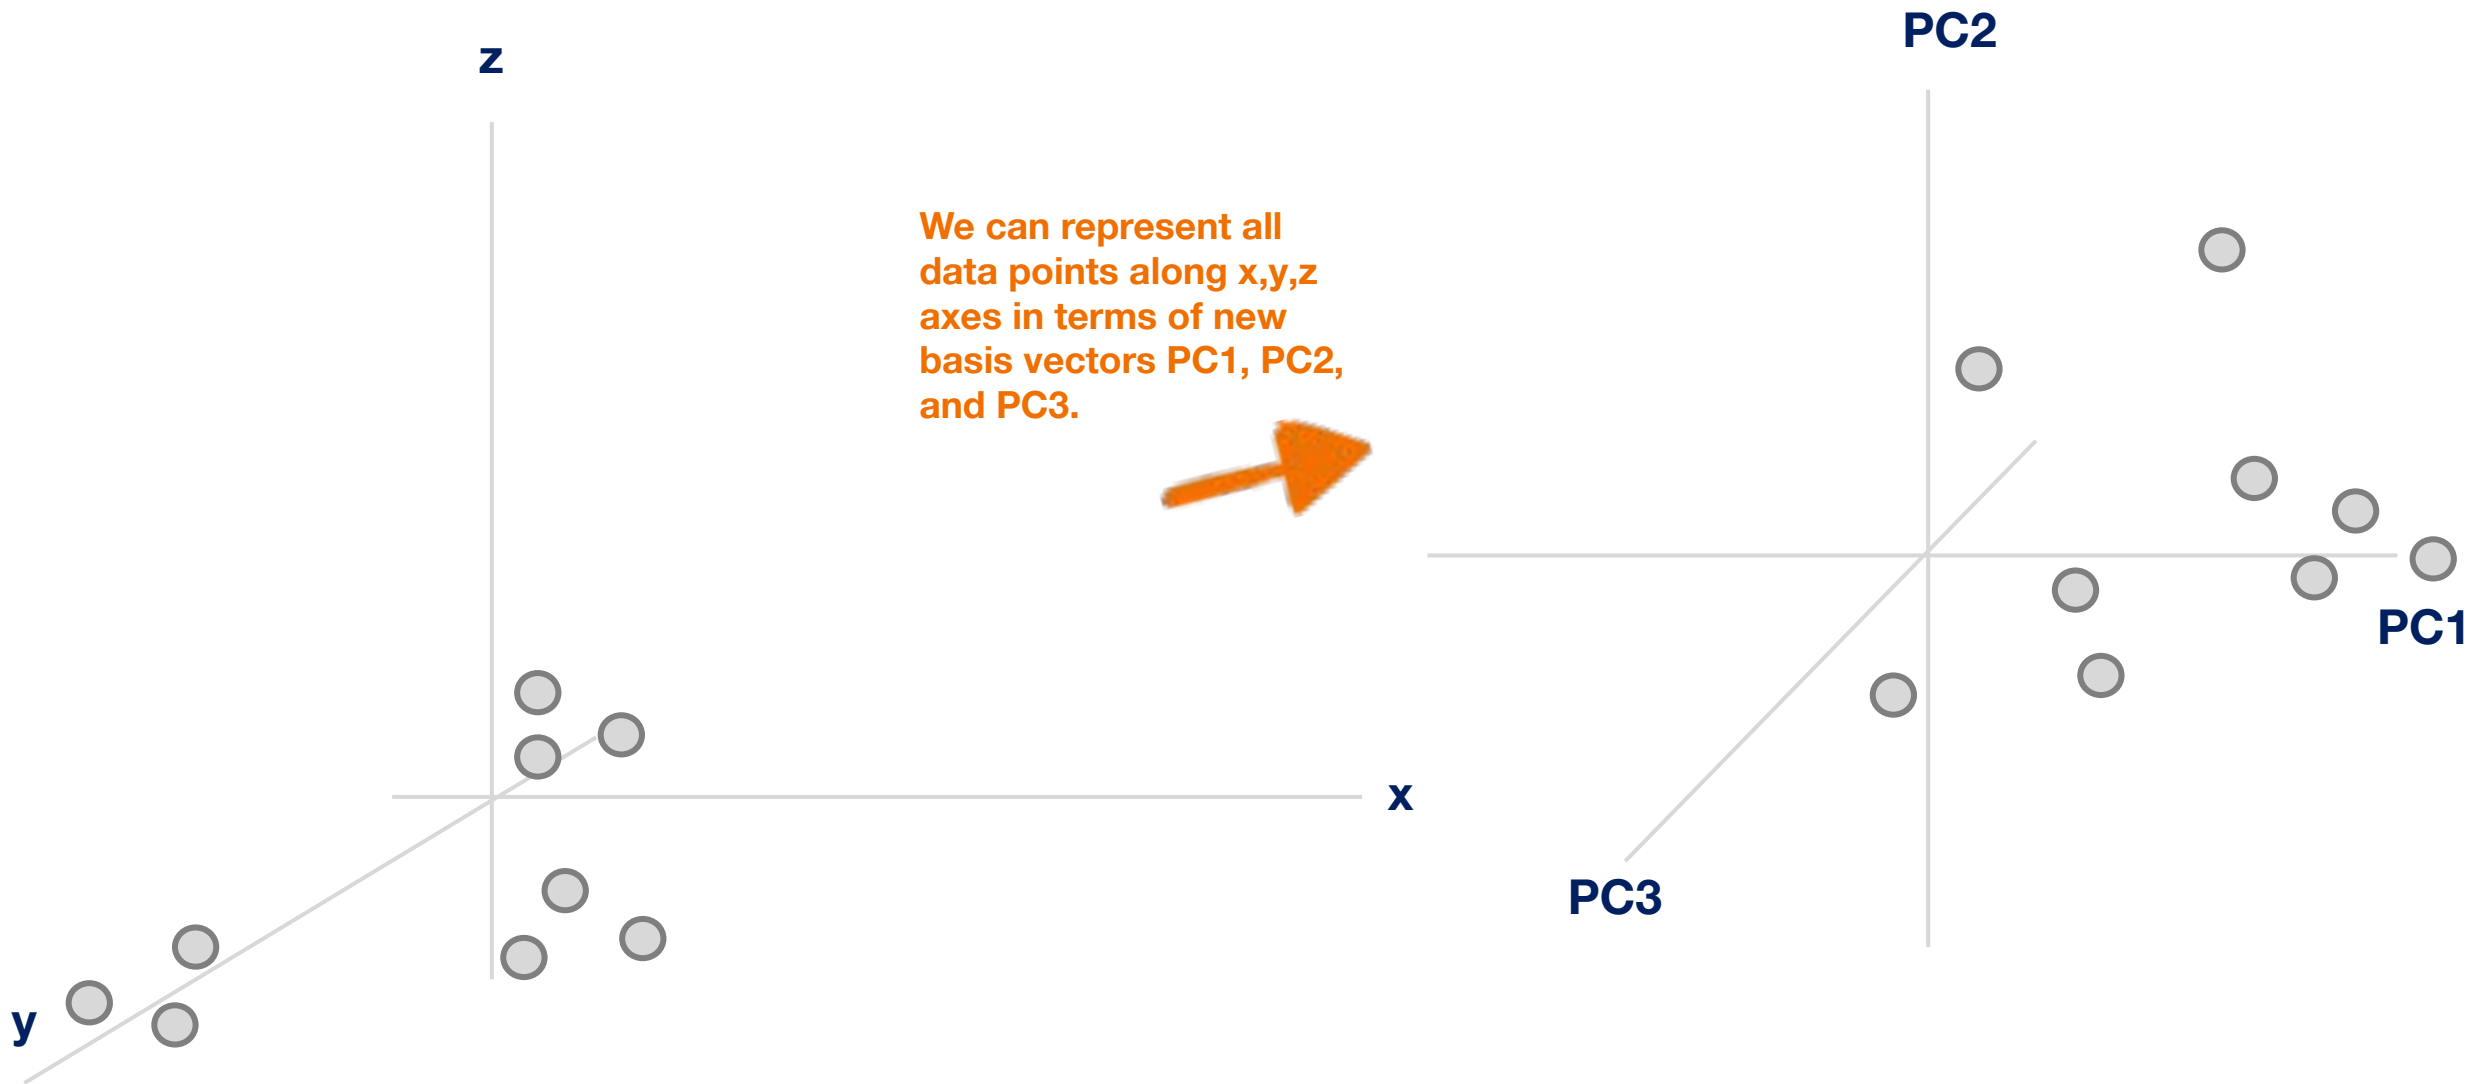 z
We can represent all
data points along x,y,z
axes in terms of new
basis vectors PC1, PC2,
and PC3.
x
y
PC2
PC1
PC3